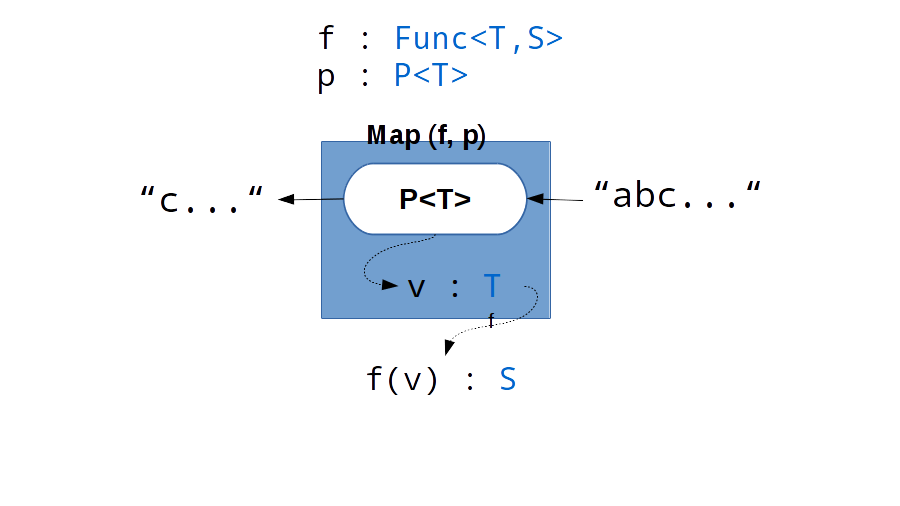 f : Func<T,S>
p : P<T>
Map (f, p)
“c...“
P<T>
“abc...“
v : T
f
f(v) : S